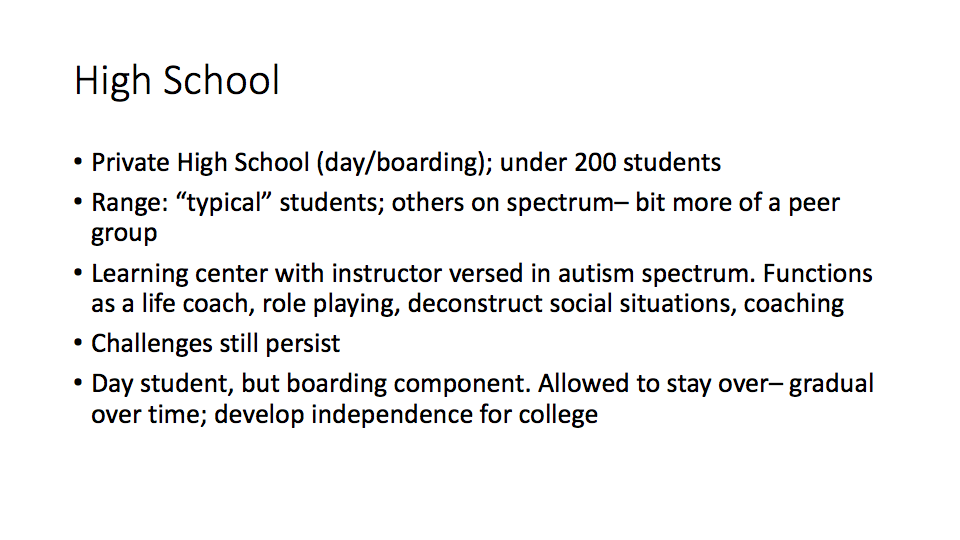 High School
• Private High School (day/boarding); under 200 students
• Range: “typical” students; others on spectrum– bit more of a peer
group
• Learning center with instructor versed in autism spectrum. Functions
as a life coach, role playing, deconstruct social situations, coaching
• Challenges still persist
• Day student, but boarding component. Allowed to stay over– gradual
over time; develop independence for college